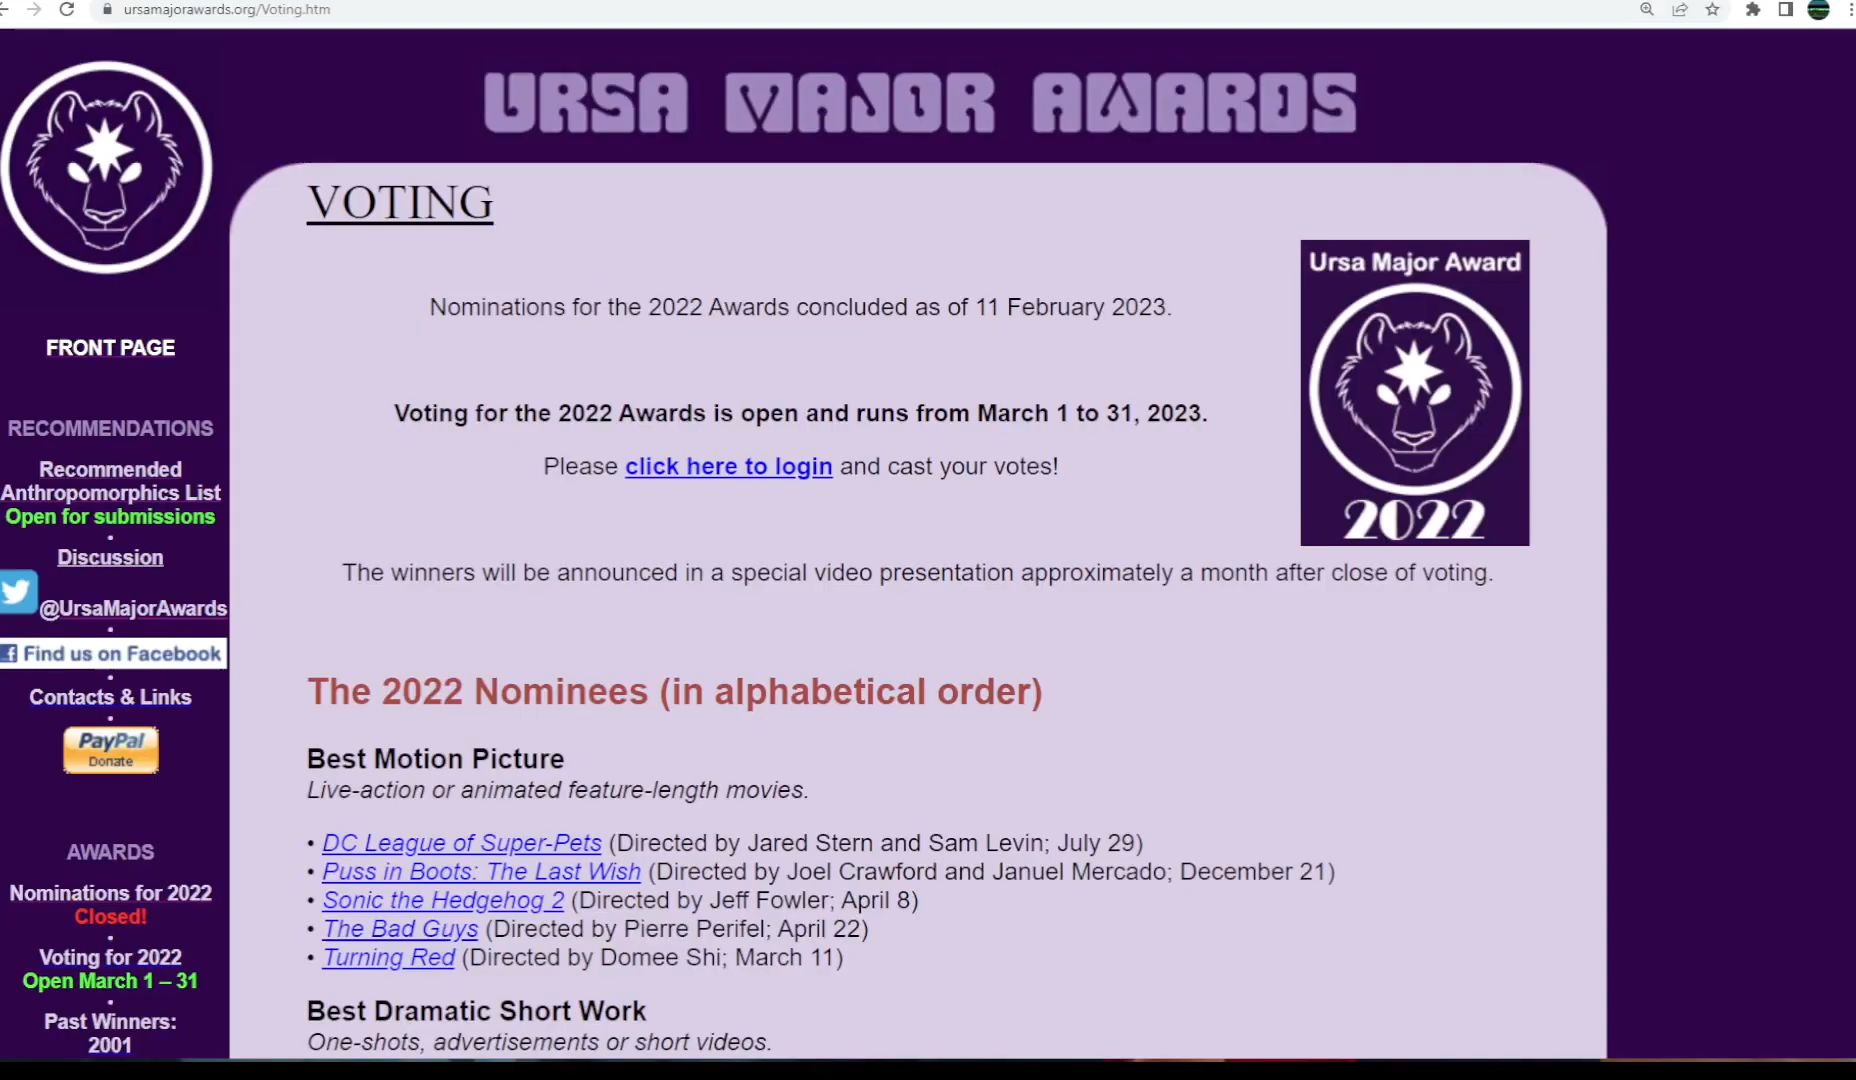 ursamajorawards.org/Voting.htm
URSA MAJOR AWARDS
FRONT PAGE
RECOMMENDATIONS
Recommended
Anthropomorphics List
Open for submissions
•
Discussion
@UrsaMajorAwards
•
Find us on Facebook
•
Contacts & Links
•
PayPal
Donate
AWARDS
Nominations for 2022
Closed!
•
Voting for 2022
Open March 1 – 31
•
Past Winners:
2001
VOTING
Nominations for the 2022 Awards concluded as of 11 February 2023.
Voting for the 2022 Awards is open and runs from March 1 to 31, 2023.
Please click here to login and cast your votes!
Ursa Major Award
2022
The winners will be announced in a special video presentation approximately a month after close of voting.
The 2022 Nominees (in alphabetical order)
Best Motion Picture
Live-action or animated feature-length movies.
• DC League of Super-Pets (Directed by Jared Stern and Sam Levin; July 29)
• Puss in Boots: The Last Wish (Directed by Joel Crawford and Januel Mercado; December 21)
• Sonic the Hedgehog 2 (Directed by Jeff Fowler; April 8)
• The Bad Guys (Directed by Pierre Perifel; April 22)
• Turning Red (Directed by Domee Shi; March 11)
Best Dramatic Short Work
One-shots, advertisements or short videos.